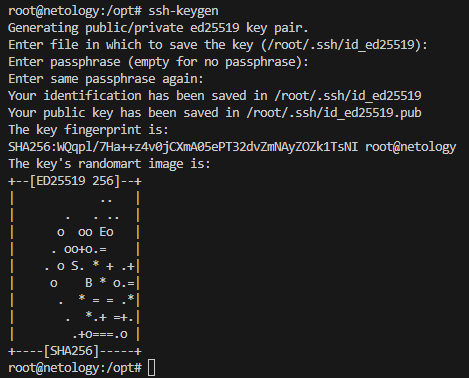 root@netology:/opt# ssh-keygen
Generating public/private ed25519 key pair.
Enter file in which to save the key (/root/.ssh/id_ed25519):
Enter passphrase (empty for no passphrase):
Enter same passphrase again:
Your identification has been saved in /root/.ssh/id_ed25519
Your public key has been saved in /root/.ssh/id_ed25519.pub
The key fingerprint is:
SHA256:WQqpl/7Ha++z4v0jCXmA05ePT32dvZmNAyZOZk1TsNI root@netology
The key's randomart image is:
+--[ED25519 256]--+
|            ..   |
|       .   . ..  |
|      o  oo Eo   |
|     . oo+o.=    |
|    . o S. * + .+|
|     o    B * o.=|
|      .  * = = .*|
|       .  *.+ =+.|
|        .+o===.o |
+----[SHA256]-----+
root@netology:/opt#